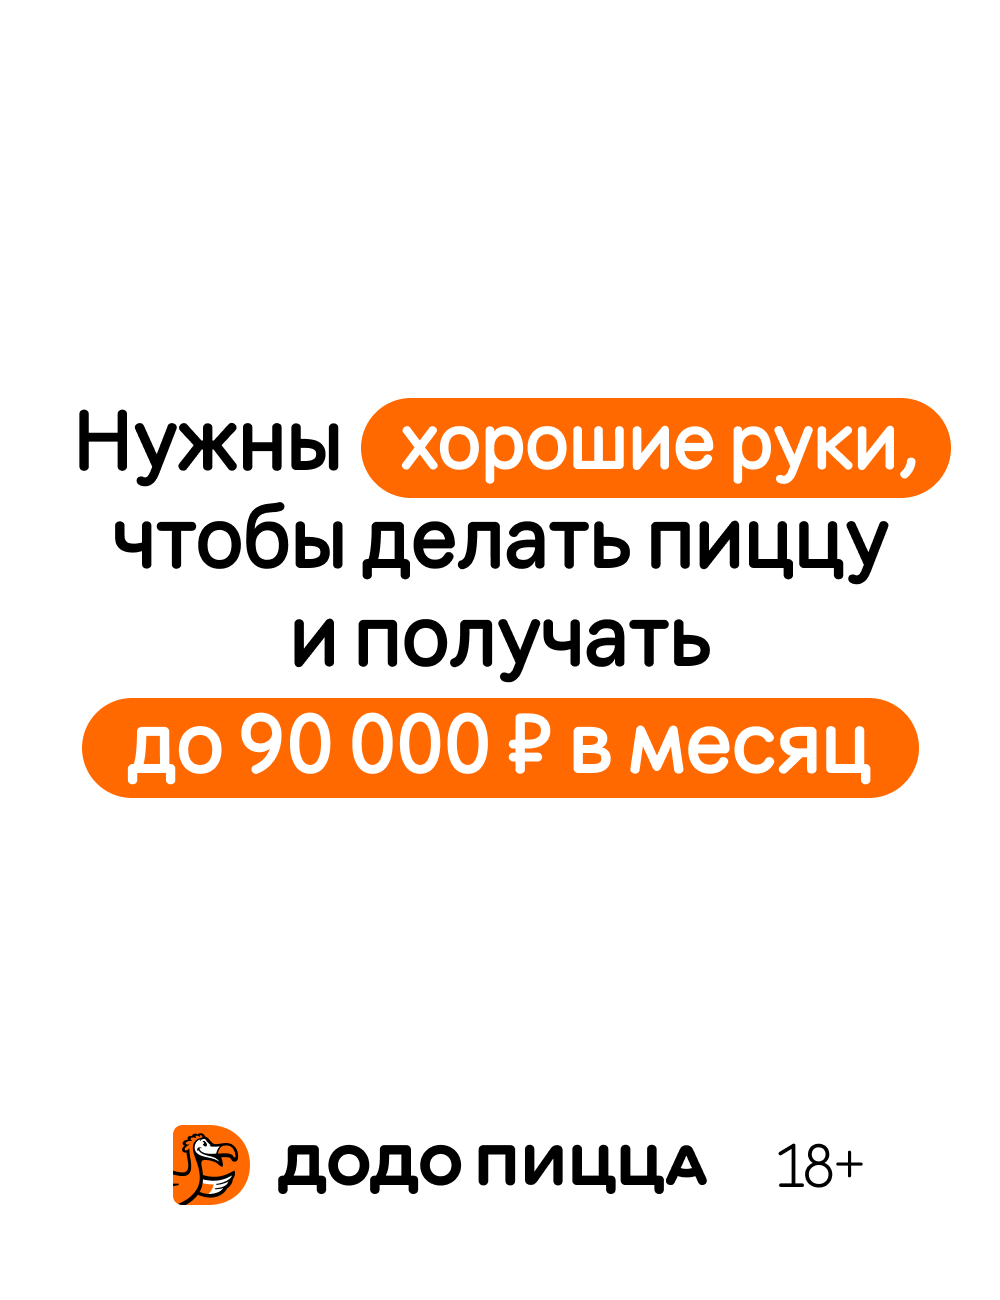 Нужны хорошие руки,
чтобы делать пиццу
и получать
до 90 000 ₽ в месяц
ДОДО ПИЦЦА 18+